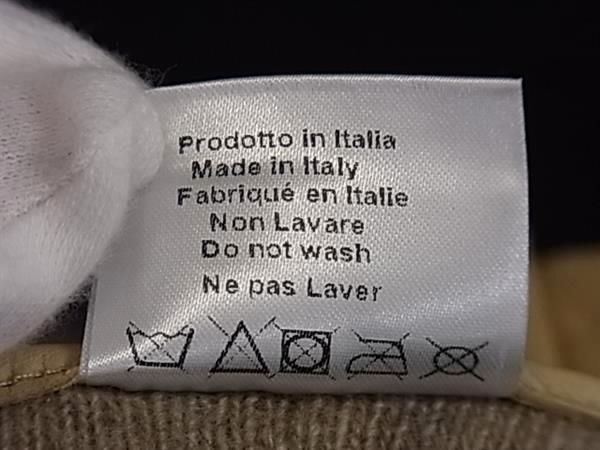 Prodotto in Italia
Made in Italy
Fabriqué en Italie
Non Lavare
Do not wash
Ne pas Laver